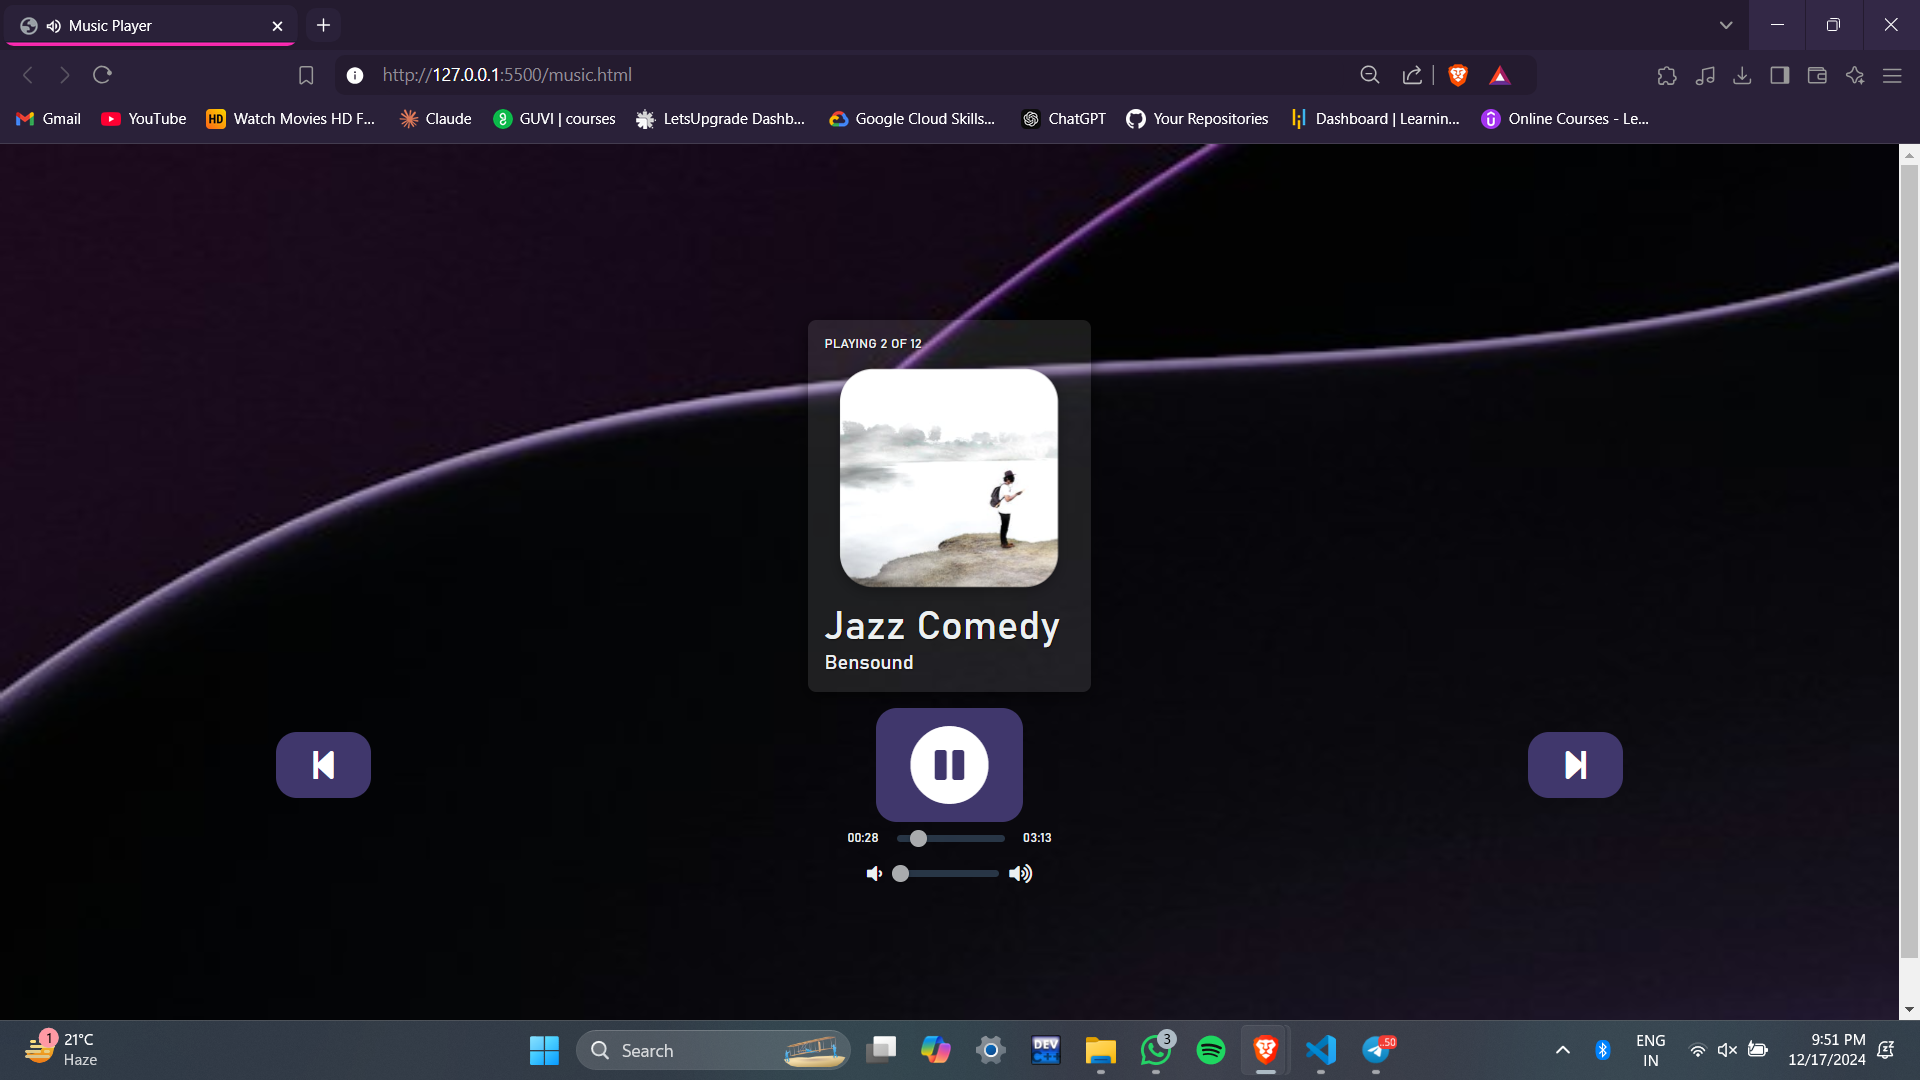 Music Player
http://127.0.0.1:5500/music.html
Gmail
YouTube
HD
Watch Movies HD F...
Claude
GUVI | courses
LetsUpgrade Dashb...
Google Cloud Skills...
ChatGPT
Your Repositories
Dashboard | Learnin...
Online Courses - Le...
PLAYING 2 OF 12
Jazz Comedy
Bensound
00:28
03:13
1
21°C
Haze
Search
DEV
C++
3
.50
ENG
IN
9:51 PM
12/17/2024